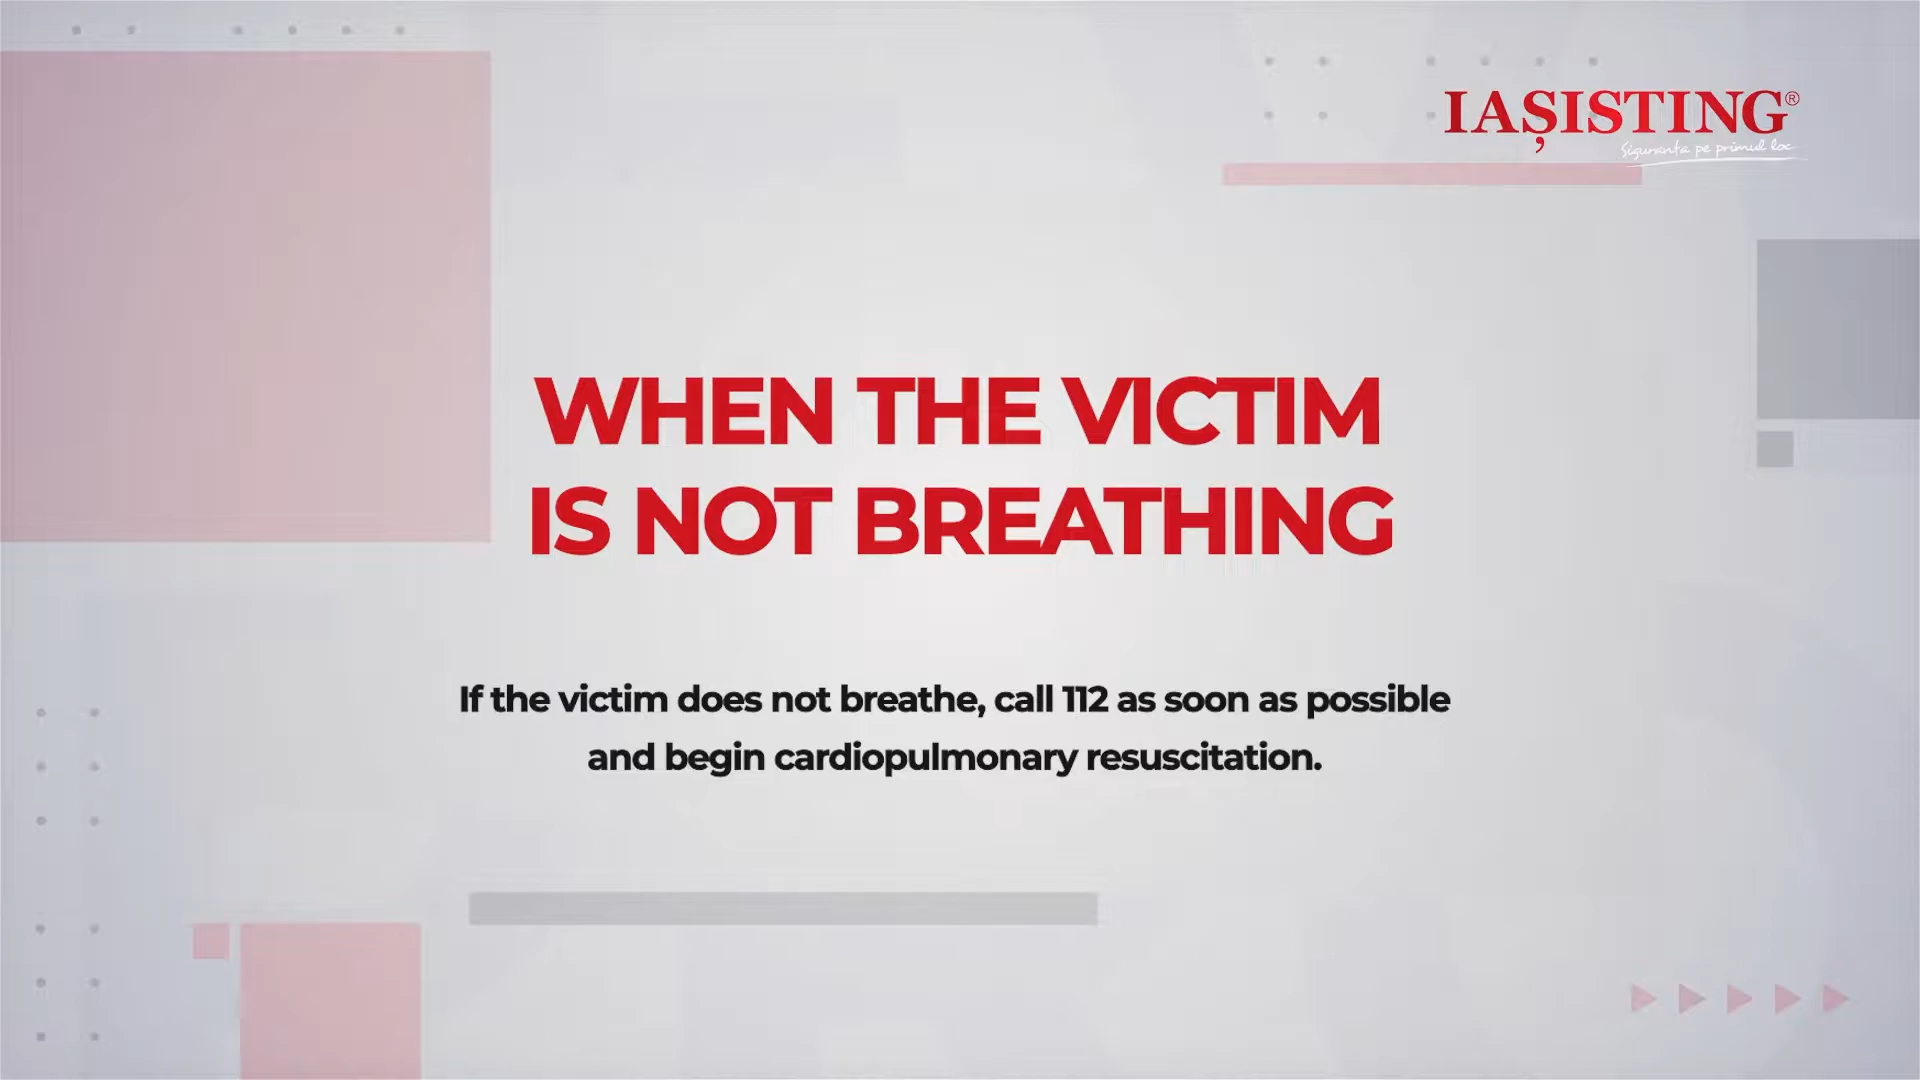 IAȘISTING®
Siguranta pe primul loc
WHEN THE VICTIM
IS NOT BREATHING
If the victim does not breathe, call 112 as soon as possible
and begin cardiopulmonary resuscitation.